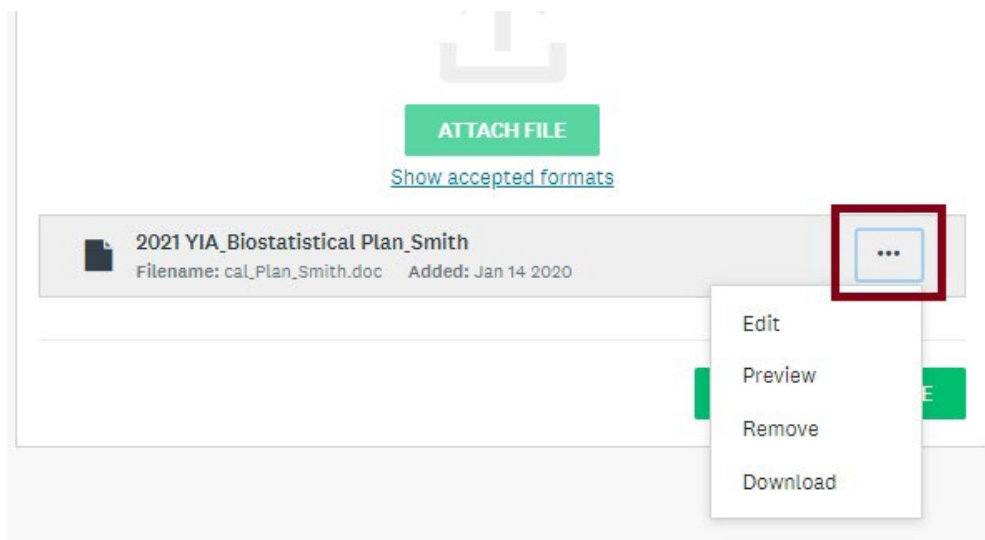 ATTACH FILE
Show accepted formats
2021 YIA_Biostatistical Plan_Smith
Filename: cal_Plan_Smith.doc Added: Jan 14 2020
•••
Edit
Preview
E
Remove
Download